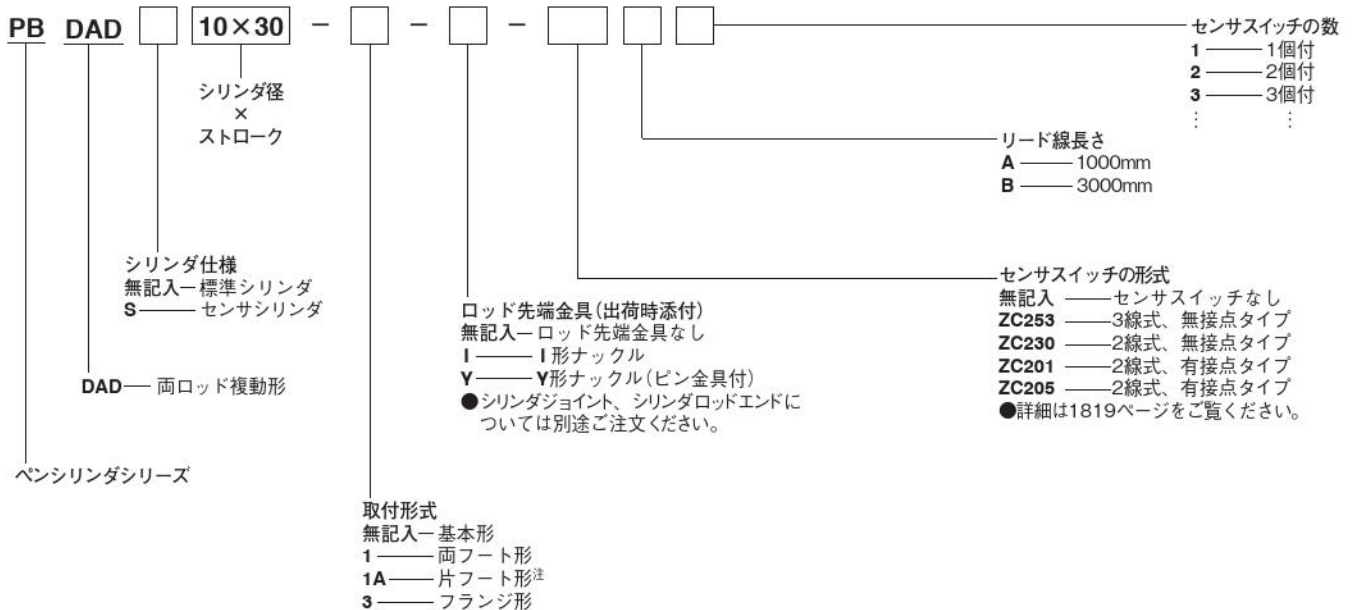 PB DAD 10×30 - - -
センサスイッチの数
1 — 1個付
2 — 2個付
3 — 3個付
⋮ ⋮
シリンダ径
×
ストローク
リード線長さ
A — 1000mm
B — 3000mm
シリンダ仕様
無記入—標準シリンダ
S — センサシリンダ
センサスイッチの形式
無記入 — センサスイッチなし
ZC253 — 3線式、無接点タイプ
ZC230 — 2線式、無接点タイプ
ZC201 — 2線式、有接点タイプ
ZC205 — 2線式、有接点タイプ
●詳細は1819ページをご覧ください。
ロッド先端金具(出荷時添付)
無記入—ロッド先端金具なし
I — I形ナックル
Y — Y形ナックル(ピン金具付)
●シリンダジョイント、シリンダロッドエンドに
ついては別途ご注文ください。
DAD — 両ロッド複動形
ペンシリンダシリーズ
取付形式
無記入—基本形
1 — 両フート形
1A — 片フート形注
3 — フランジ形